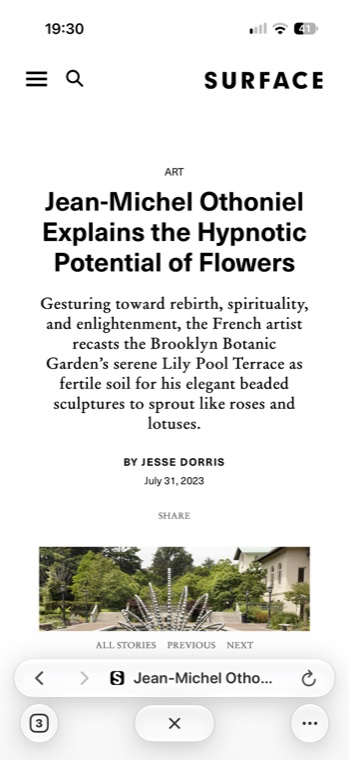 19:30
41
SURFACE
ART
Jean-Michel Othoniel
Explains the Hypnotic
Potential of Flowers
Gesturing toward rebirth, spirituality,
and enlightenment, the French artist
recasts the Brooklyn Botanic
Garden's serene Lily Pool Terrace as
fertile soil for his elegant beaded
sculptures to sprout like roses and
lotuses.
BY JESSE DORRIS
July 31, 2023
SHARE
ALL STORIES PREVIOUS NEXT
S Jean-Michel Otho...
3